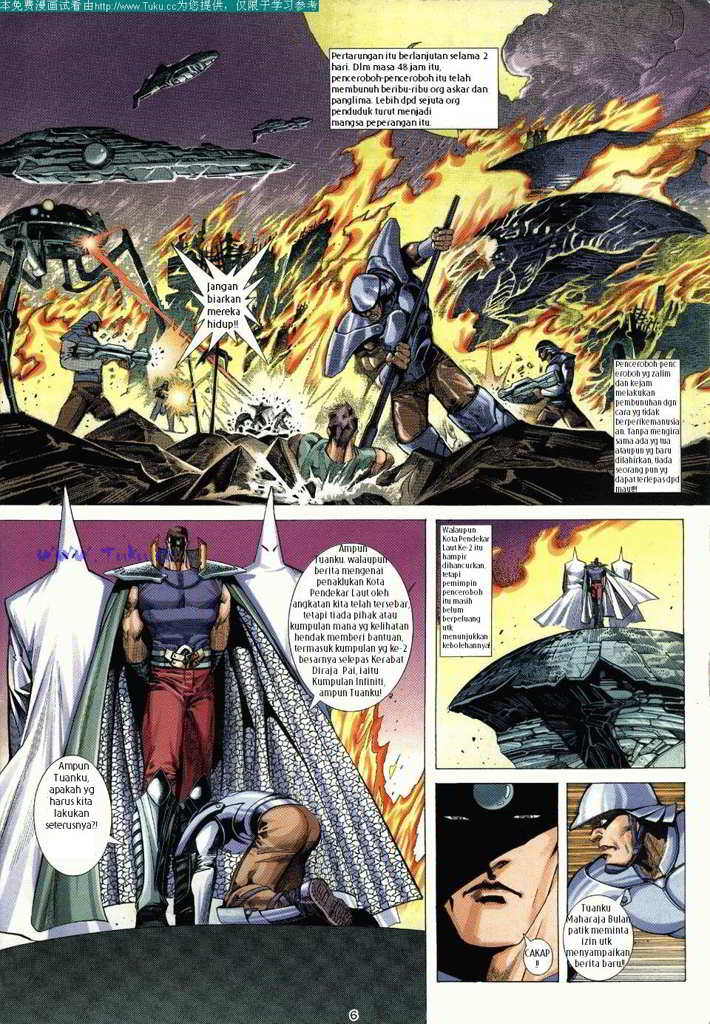 本免费漫画试看由http://www.Tuku.cc为您提供，仅限于学习参考
Pertarungan itu berlanjutan selama 2
hari. Dlm masa 48 jam itu,
penceroboh-penceroboh itu telah
membunuh beribu-ribu org askar dan
panglima. Lebih dpd sejuta org
penduduk turut menjadi
mangsa peperangan itu.
Jangan
biarkan
mereka
hidup!!
Penceroboh-penc
eroboh yg zalim
dan kejam
melakukan
pembunuhan dgn
cara yg tidak
berperikemanusia
an. Tanpa mengira
sama ada yg tua
ataupun yg baru
dilahirkan, tiada
seorang pun yg
dapat terlepas dpd
maut!!!
www.Tuku.
Ampun
Tuanku, walaupun
berita mengenai
penaklukan Kota
Pendekar Laut oleh
angkatan kita telah tersebar,
tetapi tiada pihak atau
kumpulan mana yg kelihatan
hendak memberi bantuan,
termasuk kumpulan yg ke-2
besarnya selepas Kerabat
Diraja Pai, iaitu
Kumpulan Infiniti,
ampun Tuanku!
Ampun
Tuanku,
apakah yg
harus kita
lakukan
seterusnya?!
Walaupun
Kota Pendekar
Laut Ke-2 itu
hampir
dihancurkan,
tetapi
pemimpin
penceroboh
itu masih
belum
berpeluang
utk
menunjukkan
kebolehannya!
CAKAP
!!
Tuanku
Maharaja Bulan
patik meminta
izin utk
menyampaikan
berita baru!!
6